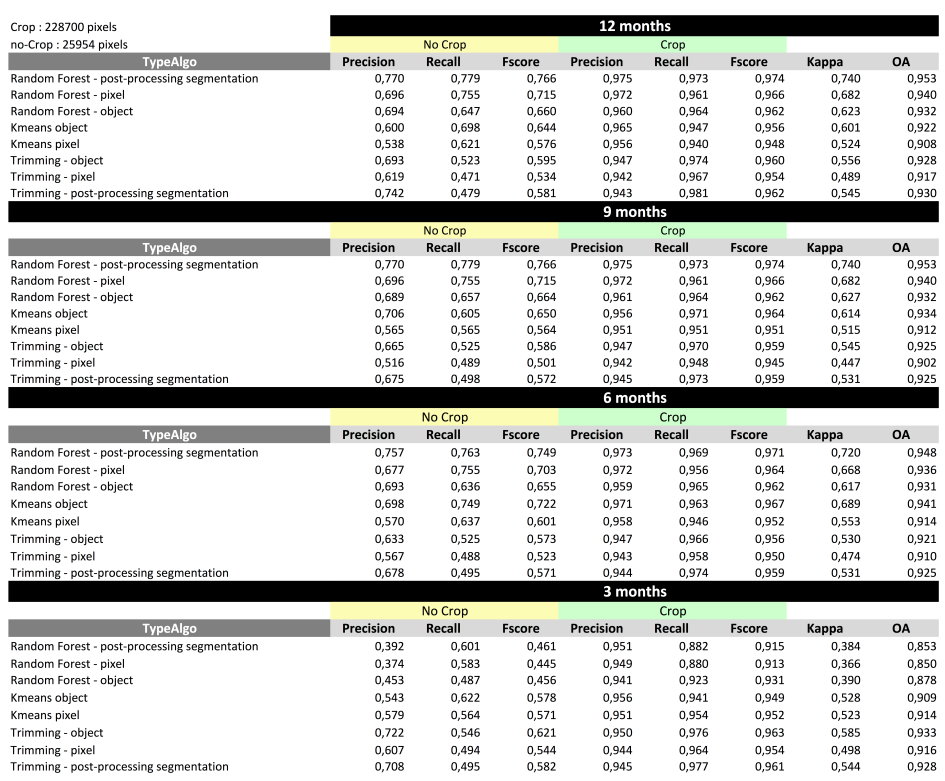 Crop : 228700 pixels 12 months
no-Crop : 25954 pixels No Crop Crop
TypeAlgo Precision Recall Fscore Precision Recall Fscore Kappa OA
Random Forest - post-processing segmentation 0,770 0,779 0,766 0,975 0,973 0,974 0,740 0,953
Random Forest - pixel 0,696 0,755 0,715 0,972 0,961 0,966 0,682 0,940
Random Forest - object 0,694 0,647 0,660 0,960 0,964 0,962 0,623 0,932
Kmeans object 0,600 0,698 0,644 0,965 0,947 0,956 0,601 0,922
Kmeans pixel 0,538 0,621 0,576 0,956 0,940 0,948 0,524 0,908
Trimming - object 0,693 0,523 0,595 0,947 0,974 0,960 0,556 0,928
Trimming - pixel 0,619 0,471 0,534 0,942 0,967 0,954 0,489 0,917
Trimming - post-processing segmentation 0,742 0,479 0,581 0,943 0,981 0,962 0,545 0,930
9 months
No Crop Crop
TypeAlgo Precision Recall Fscore Precision Recall Fscore Kappa OA
Random Forest - post-processing segmentation 0,770 0,779 0,766 0,975 0,973 0,974 0,740 0,953
Random Forest - pixel 0,696 0,755 0,715 0,972 0,961 0,966 0,682 0,940
Random Forest - object 0,689 0,657 0,664 0,961 0,964 0,962 0,627 0,932
Kmeans object 0,706 0,605 0,650 0,956 0,971 0,964 0,614 0,934
Kmeans pixel 0,565 0,565 0,564 0,951 0,951 0,951 0,515 0,912
Trimming - object 0,665 0,525 0,586 0,947 0,970 0,959 0,545 0,925
Trimming - pixel 0,516 0,489 0,501 0,942 0,948 0,945 0,447 0,902
Trimming - post-processing segmentation 0,675 0,498 0,572 0,945 0,973 0,959 0,531 0,925
6 months
No Crop Crop
TypeAlgo Precision Recall Fscore Precision Recall Fscore Kappa OA
Random Forest - post-processing segmentation 0,757 0,763 0,749 0,973 0,969 0,971 0,720 0,948
Random Forest - pixel 0,677 0,755 0,703 0,972 0,956 0,964 0,668 0,936
Random Forest - object 0,693 0,636 0,655 0,959 0,965 0,962 0,617 0,931
Kmeans object 0,698 0,749 0,722 0,971 0,963 0,967 0,689 0,941
Kmeans pixel 0,570 0,637 0,601 0,958 0,946 0,952 0,553 0,914
Trimming - object 0,633 0,525 0,573 0,947 0,966 0,956 0,530 0,921
Trimming - pixel 0,567 0,488 0,523 0,943 0,958 0,950 0,474 0,910
Trimming - post-processing segmentation 0,678 0,495 0,571 0,944 0,974 0,959 0,531 0,925
3 months
No Crop Crop
TypeAlgo Precision Recall Fscore Precision Recall Fscore Kappa OA
Random Forest - post-processing segmentation 0,392 0,601 0,461 0,951 0,882 0,915 0,384 0,853
Random Forest - pixel 0,374 0,583 0,445 0,949 0,880 0,913 0,366 0,850
Random Forest - object 0,453 0,487 0,456 0,941 0,923 0,931 0,390 0,878
Kmeans object 0,543 0,622 0,578 0,956 0,941 0,949 0,528 0,909
Kmeans pixel 0,579 0,564 0,571 0,951 0,954 0,952 0,523 0,914
Trimming - object 0,722 0,546 0,621 0,950 0,976 0,963 0,585 0,933
Trimming - pixel 0,607 0,494 0,544 0,944 0,964 0,954 0,498 0,916
Trimming - post-processing segmentation 0,708 0,495 0,582 0,945 0,977 0,961 0,544 0,928